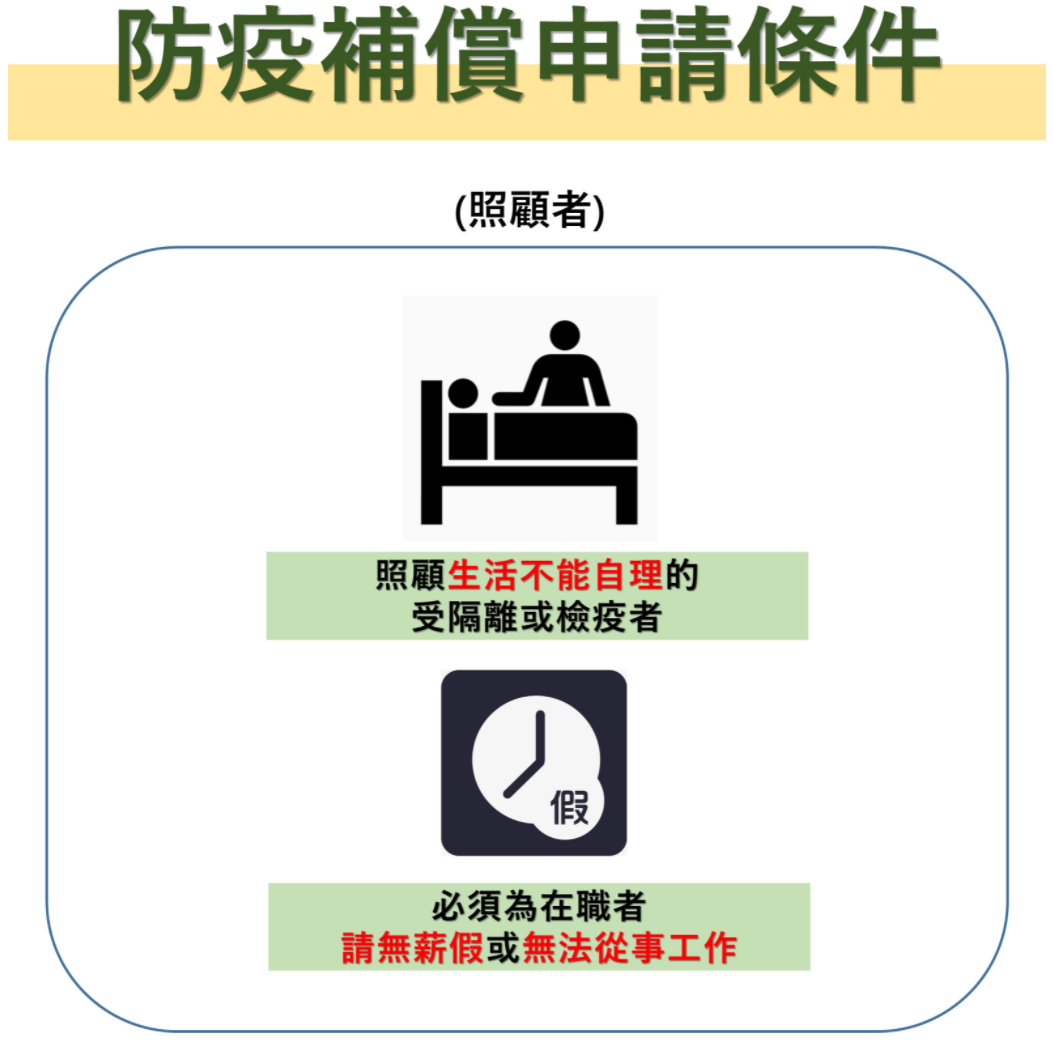 防疫補償申請條件
(照顧者)
照顧生活不能自理的
受隔離或檢疫者
假
必須為在職者
請無薪假或無法從事工作